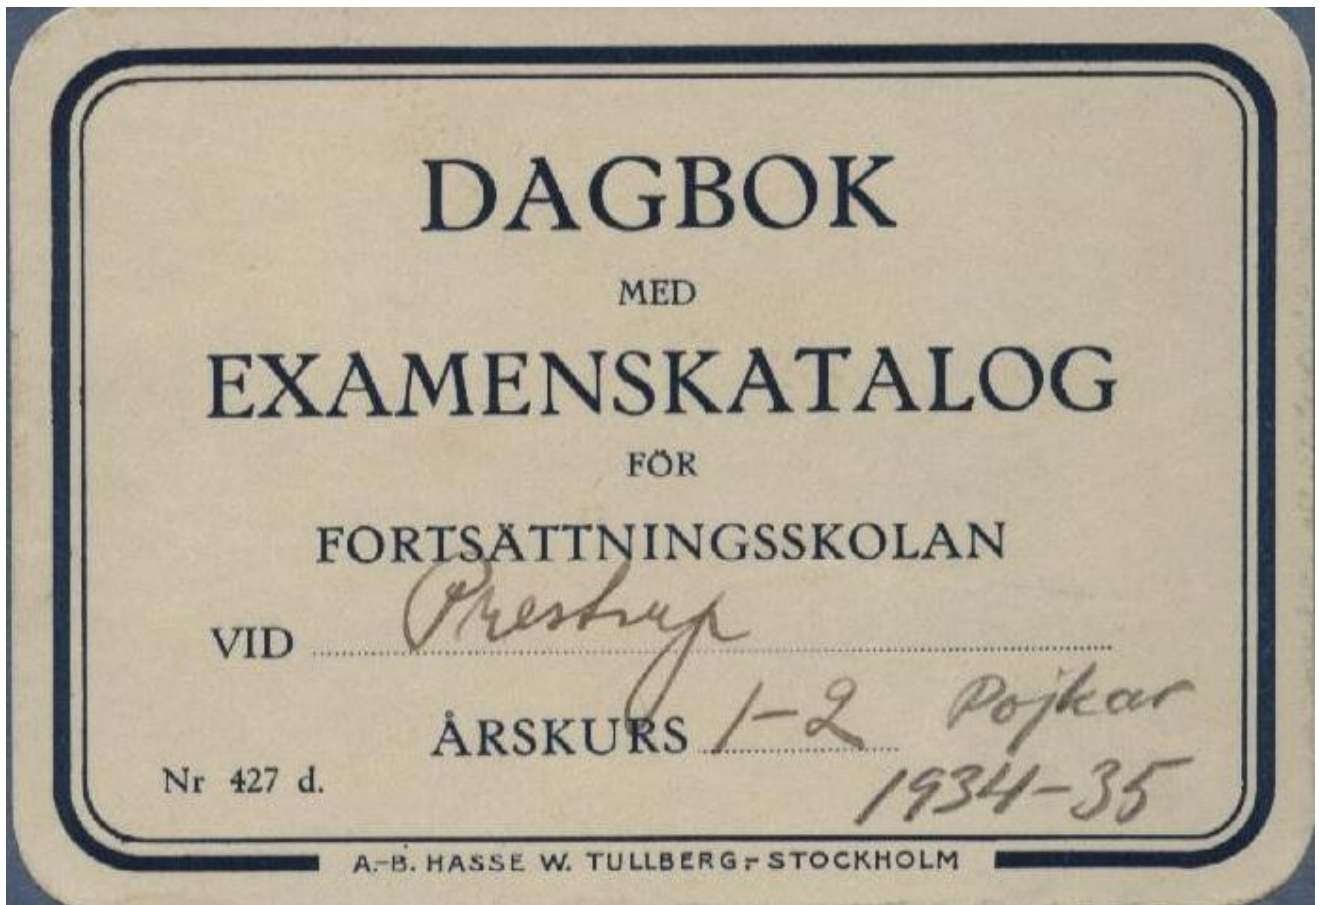 DAGBOK
MED
EXAMENSKATALOG
FÖR
FORTSÄTTNINGSSKOLAN
VID Prestrup
ÅRSKURS 1-2 Pojkar
1934-35
Nr 427 d.
A.-B. HASSE W. TULLBERG,- STOCKHOLM